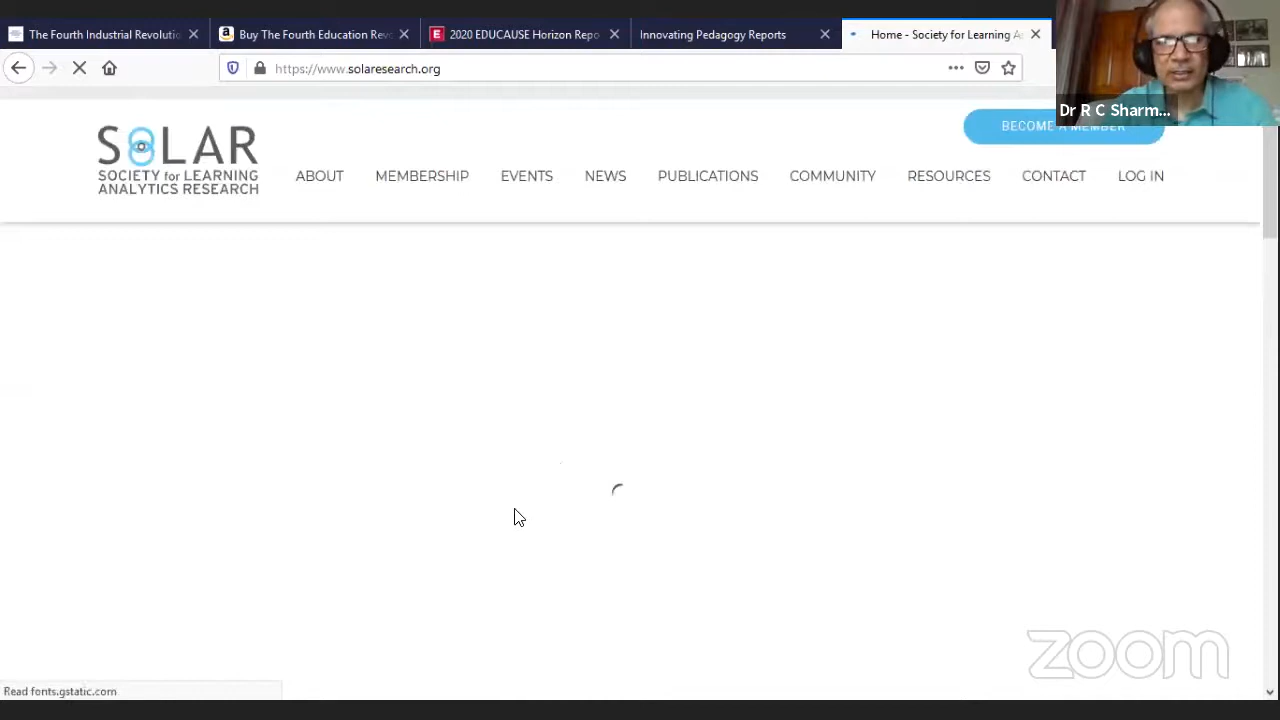 The Fourth Industrial Revolutio
Buy The Fourth Education Revo
E 2020 EDUCAUSE Horizon Repo
Innovating Pedagogy Reports
Home - Society for Learning A
https://www.solaresearch.org
Dr R C Sharm...
BECOME A MEMBER
SOLAR
SOCIETY for LEARNING
ANALYTICS RESEARCH
ABOUT
MEMBERSHIP
EVENTS
NEWS
PUBLICATIONS
COMMUNITY
RESOURCES
CONTACT
LOG IN
zoom
Read fonts.gstatic.com